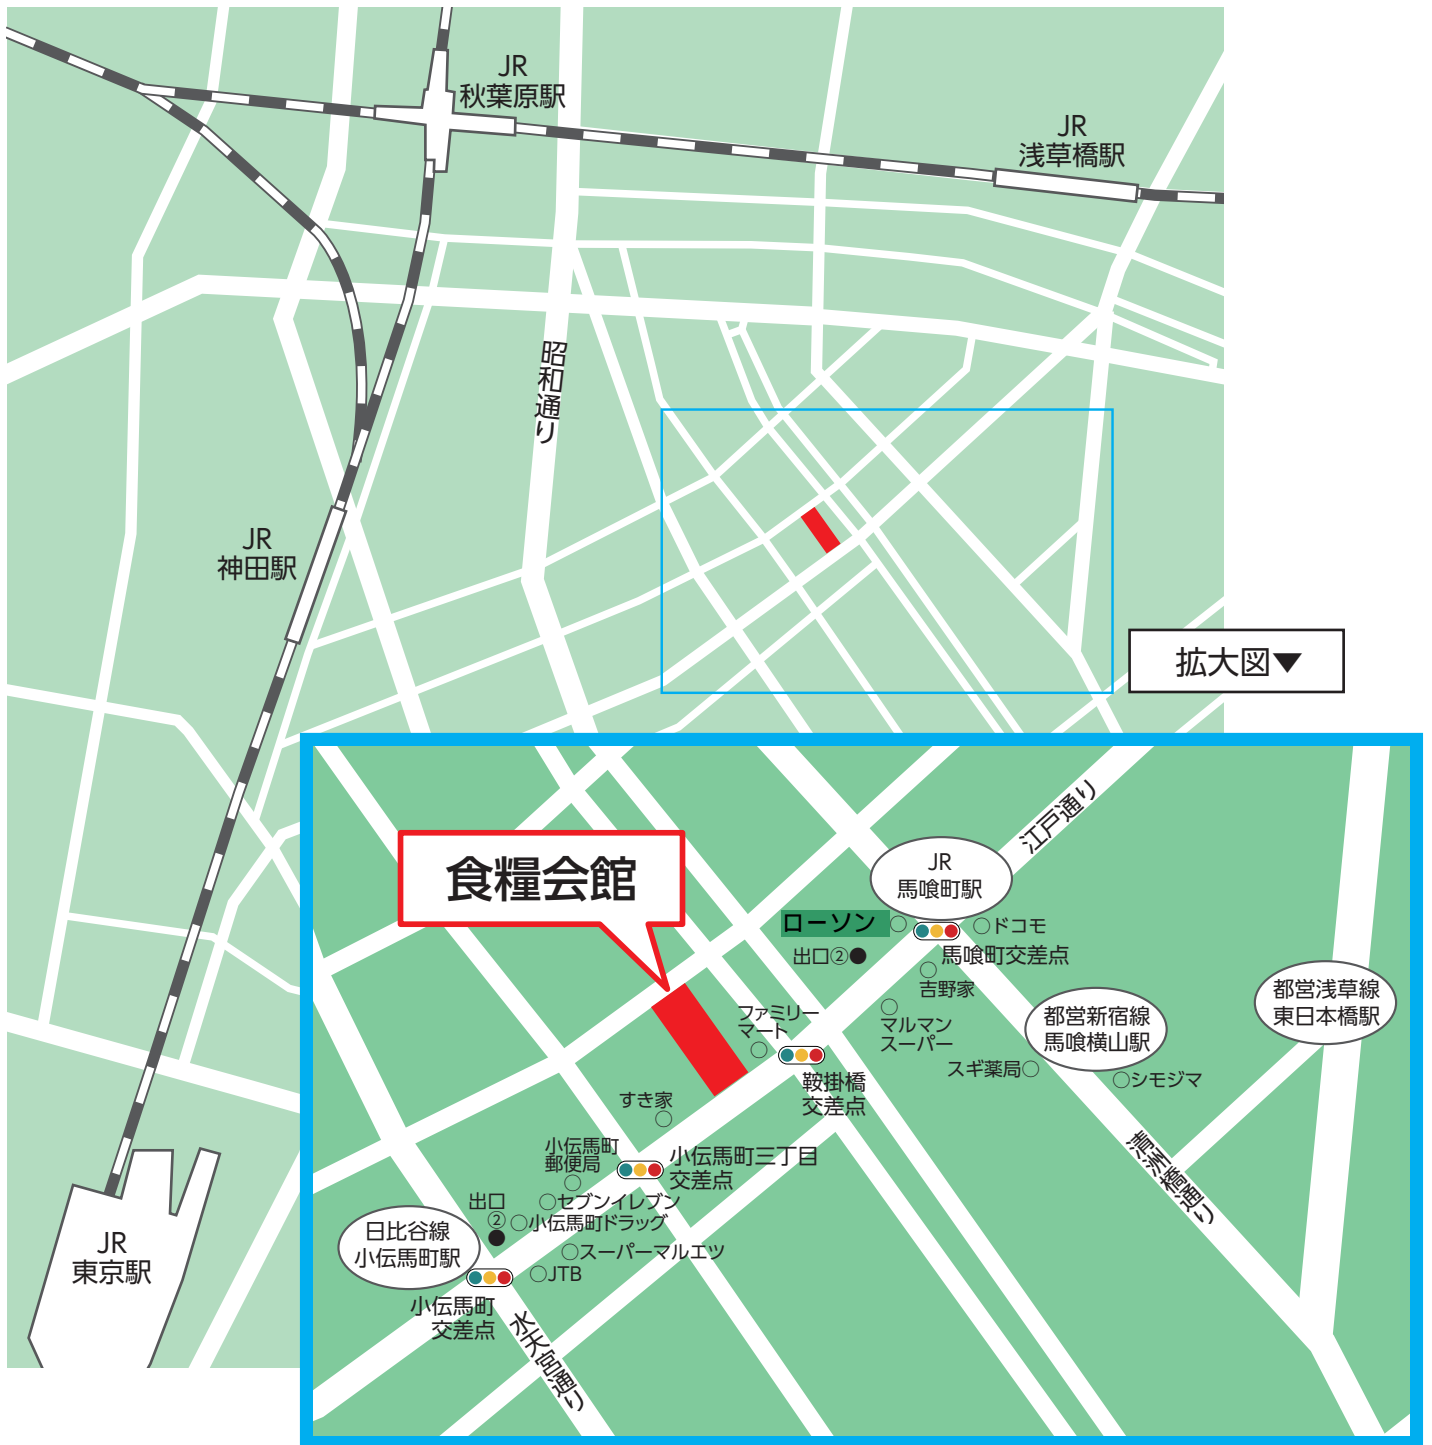 JR
秋葉原駅
JR
浅草橋駅
昭和通り
JR
神田駅
拡大図▼
江戸通り
食糧会館
JR
馬喰町駅
ローソン
○
○ドコモ
出口②●
馬喰町交差点
○
吉野家
都営浅草線
東日本橋駅
ファミリー
マート
○
○
マルマン
スーパー
都営新宿線
馬喰横山駅
スギ薬局○
○シモジマ
鞍掛橋
交差点
すき家
○
小伝馬町
郵便局
○
小伝馬町三丁目
交差点
清洲橋通り
出口
②
●
○セブンイレブン
○小伝馬町ドラッグ
日比谷線
小伝馬町駅
○スーパーマルエツ
○JTB
JR
東京駅
小伝馬町
交差点
水天宮通り